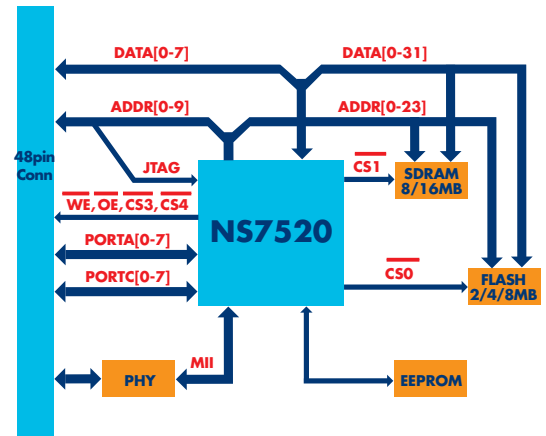 DATA[0-7]
DATA[0-31]
ADDR[0-9]
ADDR[0-23]
48pin
Conn
JTAG
CS1
SDRAM
8/16MB
WE, OE, CS3, CS4
NS7520
PORTA[0-7]
CS0
FLASH
2/4/8MB
PORTC[0-7]
MII
PHY
EEPROM